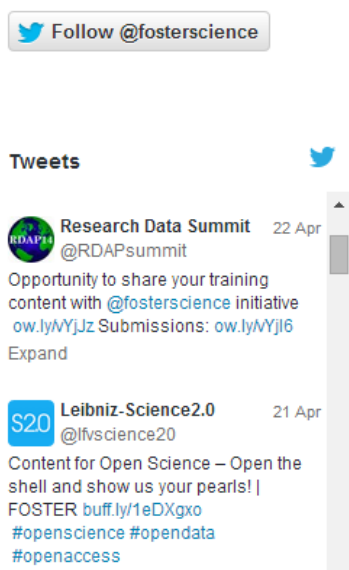 Follow @fosterscience
Tweets
RDAP14
Research Data Summit 22 Apr
@RDAPsummit
Opportunity to share your training
content with @fosterscience initiative
ow.ly/vYjJz Submissions: ow.ly/vYjI6
Expand
S2.0
Leibniz-Science2.0 21 Apr
@lfvscience20
Content for Open Science – Open the
shell and show us your pearls! |
FOSTER buff.ly/1eDXgxo
#openscience #opendata
#openaccess